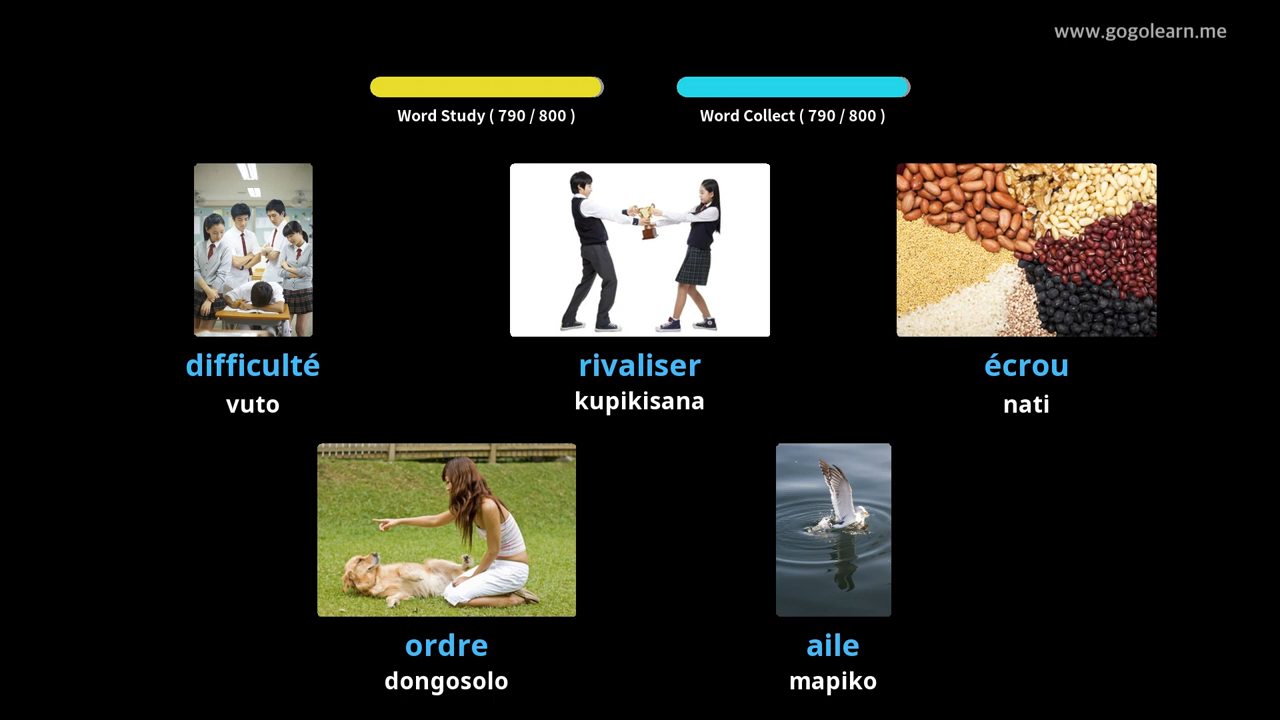 www.gogolearn.me
Word Study ( 790 / 800 )
Word Collect ( 790 / 800 )
difficulté
vuto
rivaliser
kupikisana
écrou
nati
ordre
dongosolo
aile
mapiko